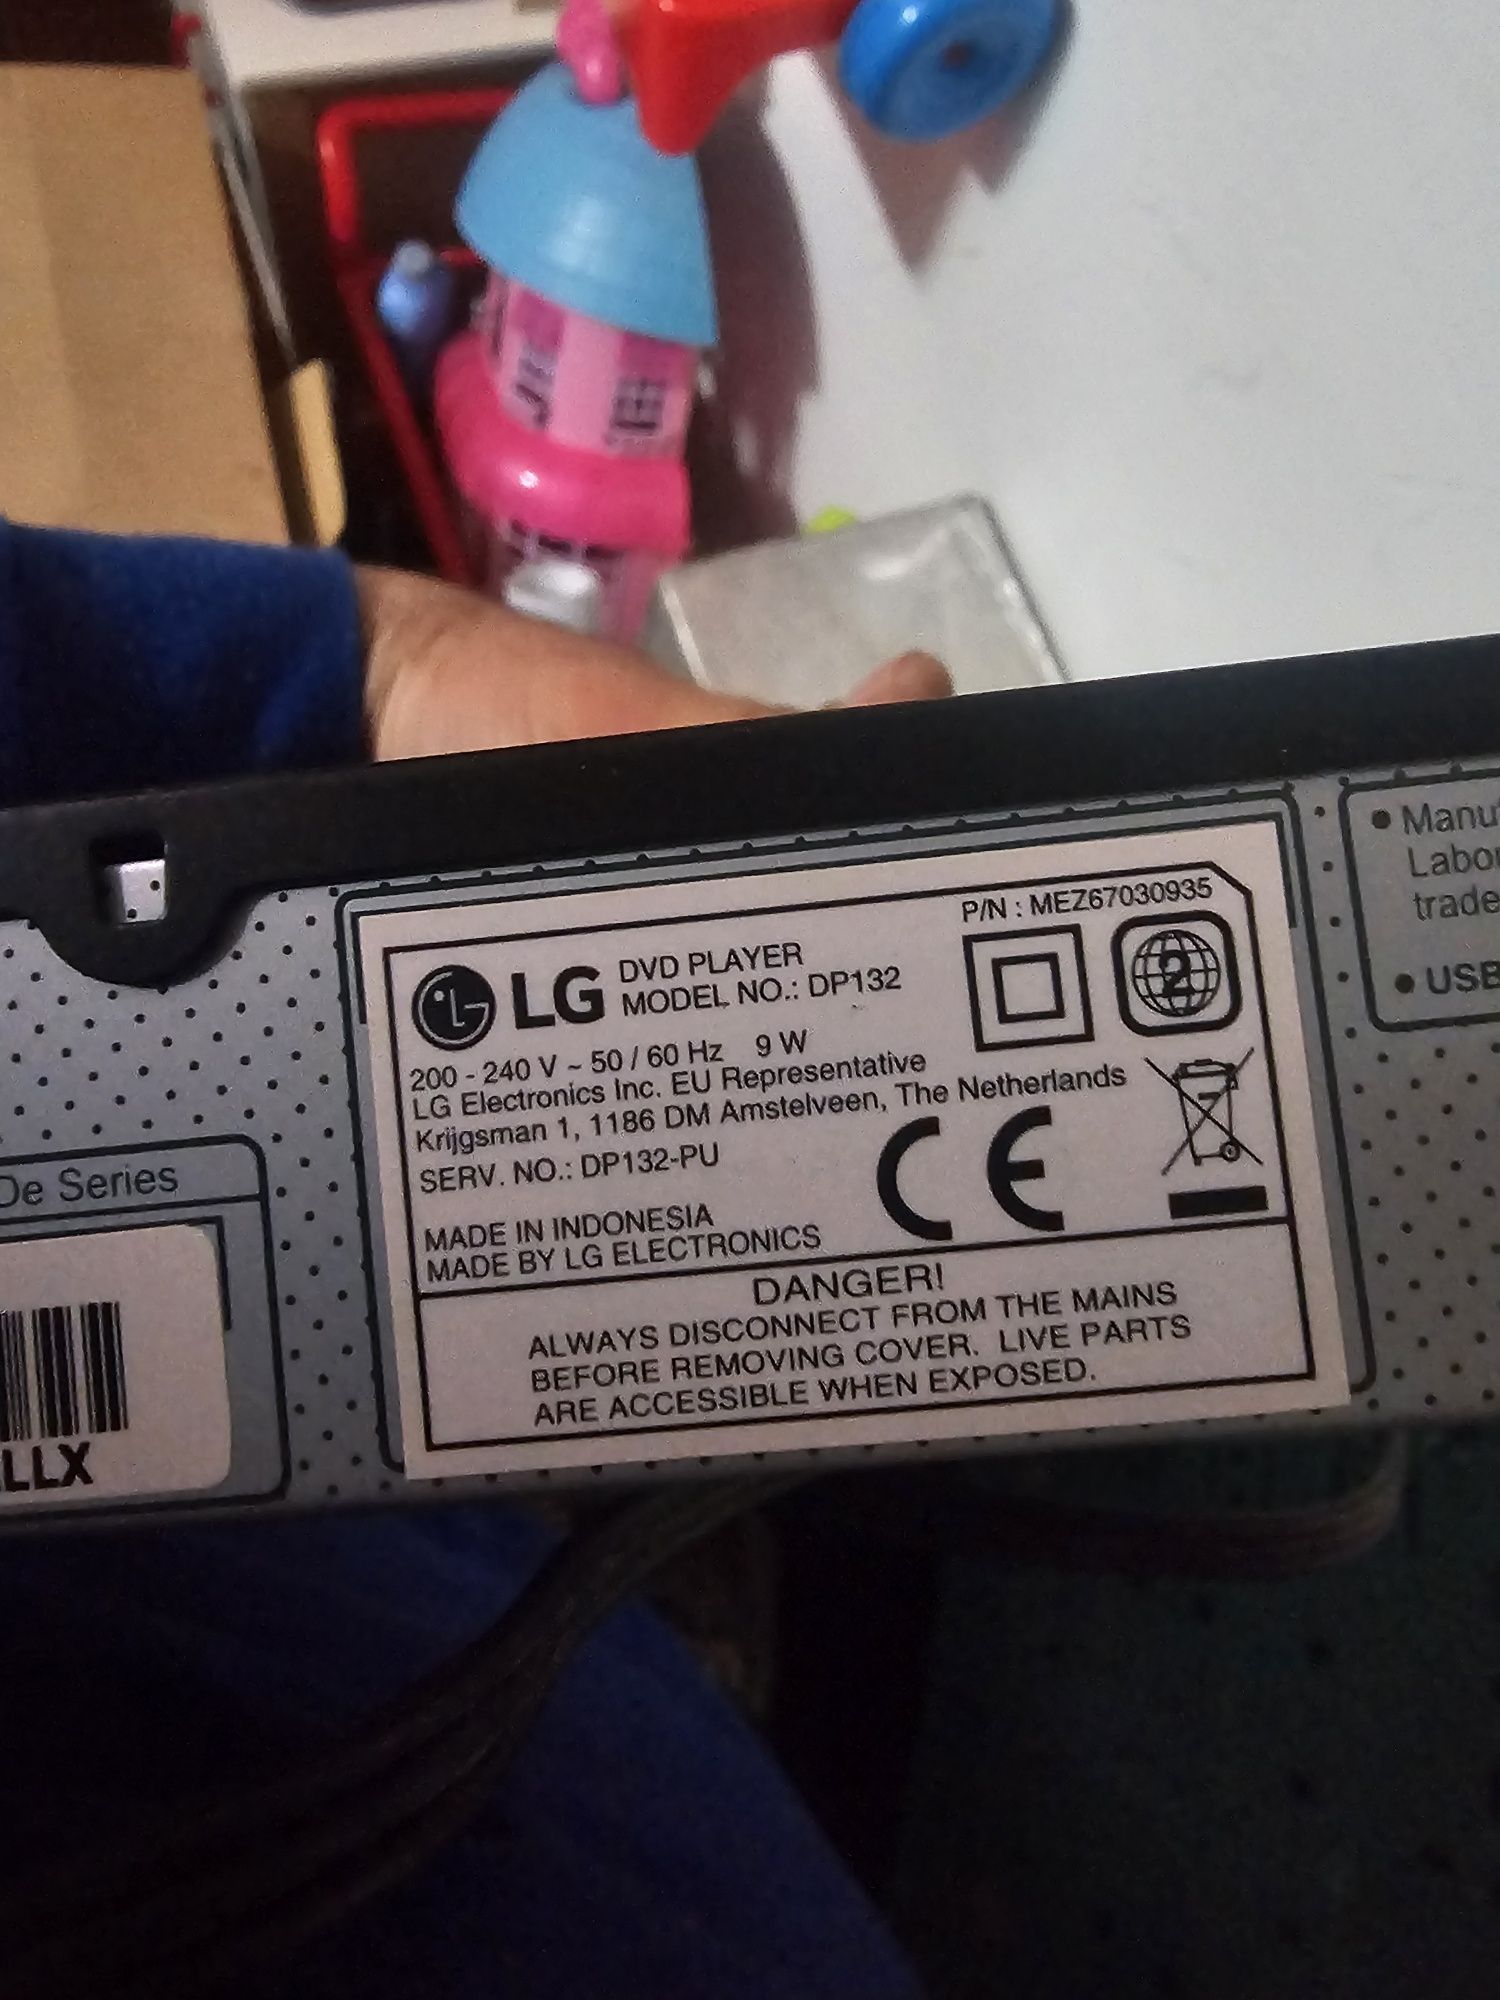 P/N : MEZ67030935
LG DVD PLAYER
MODEL NO.: DP132
2
200 - 240 V ~ 50 / 60 Hz 9 W
LG Electronics Inc. EU Representative
Krijgsman 1, 1186 DM Amstelveen, The Netherlands
SERV. NO.: DP132-PU
CE
MADE IN INDONESIA
MADE BY LG ELECTRONICS
DANGER!
ALWAYS DISCONNECT FROM THE MAINS
BEFORE REMOVING COVER. LIVE PARTS
ARE ACCESSIBLE WHEN EXPOSED.
De Series
LLX
• Manu
Labo
trade
• USB